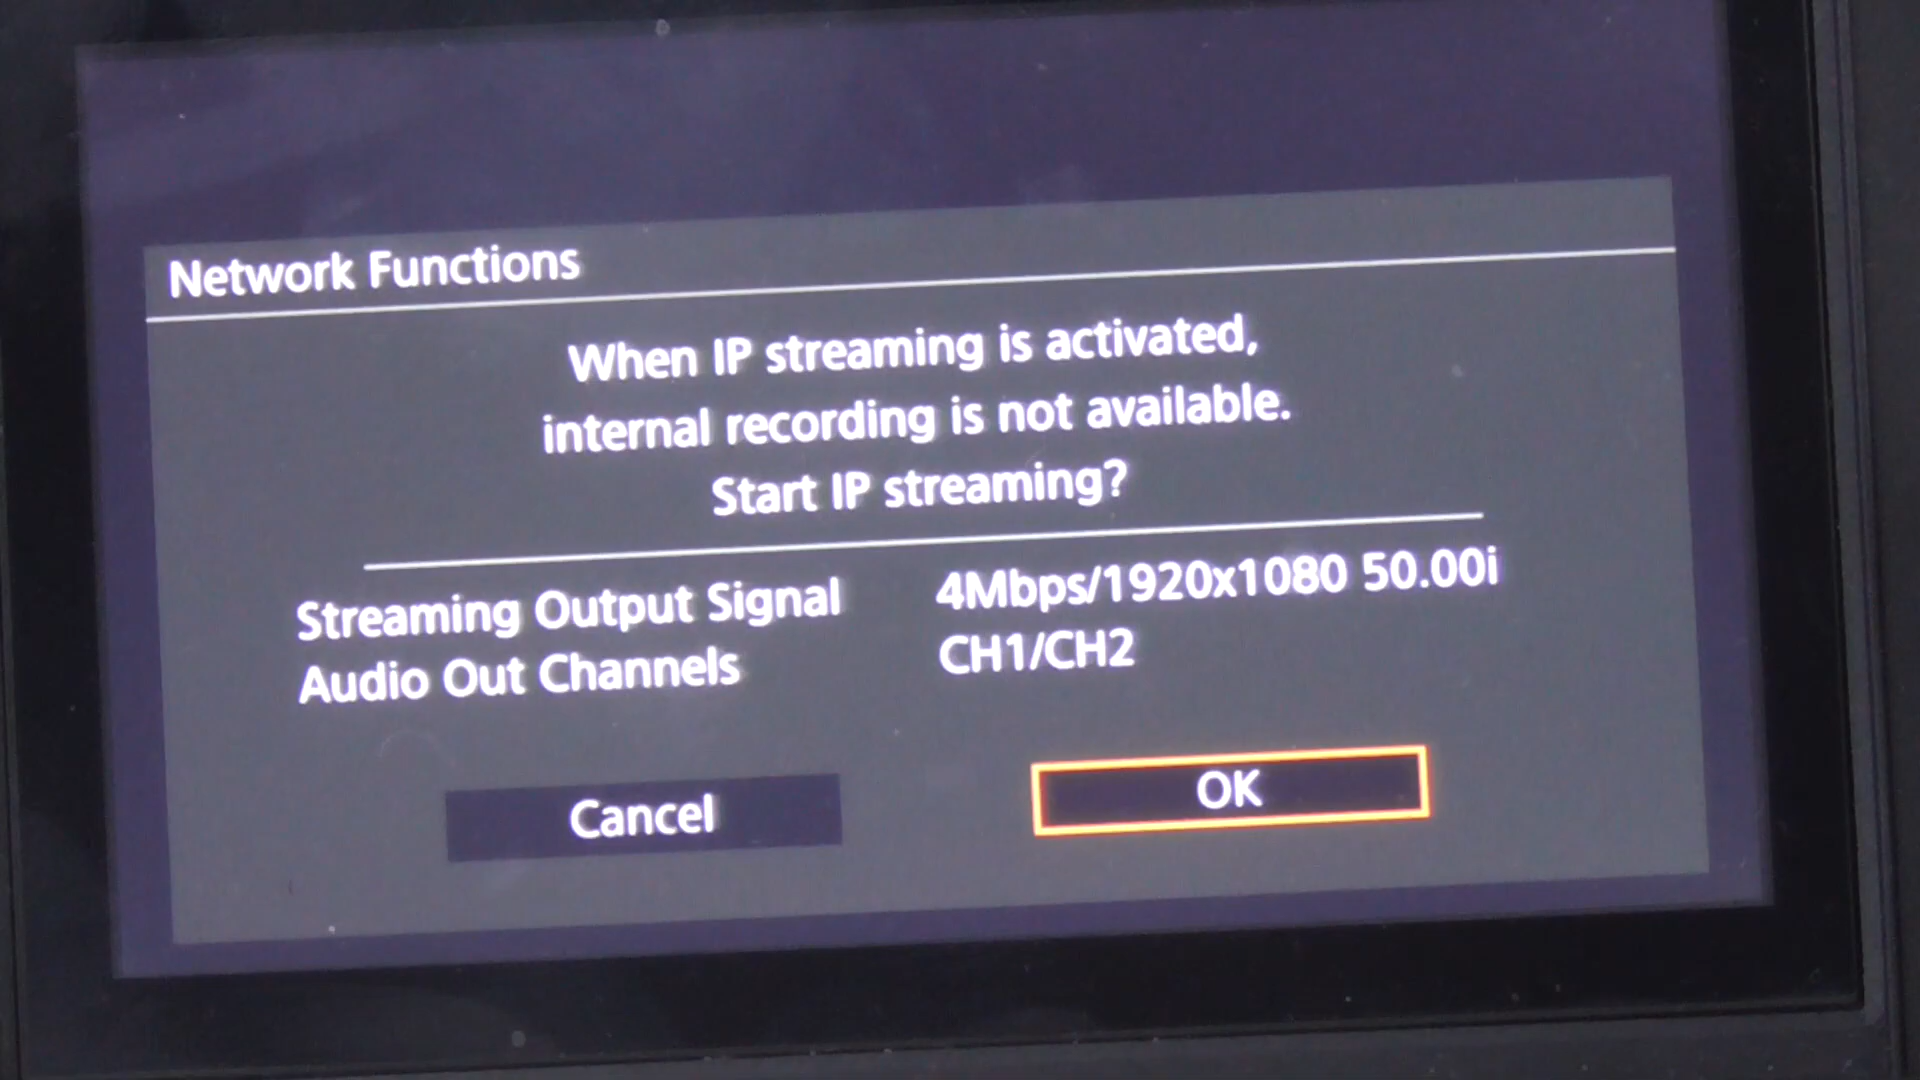 Network Functions
When IP streaming is activated,
internal recording is not available.
Start IP streaming?
Streaming Output Signal 4Mbps/1920x1080 50.00i
Audio Out Channels CH1/CH2
Cancel OK